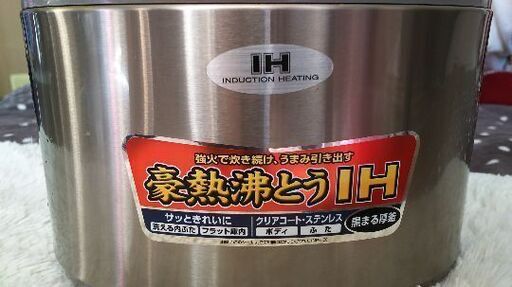 IH
INDUCTION HEATING
強火で炊き続け、うまみ引き出す
豪熱沸とうIH
サッときれいに
洗える内ぶた フラット庫内
クリアコート・ステンレス
ボディ ふた
黒まる厚釜